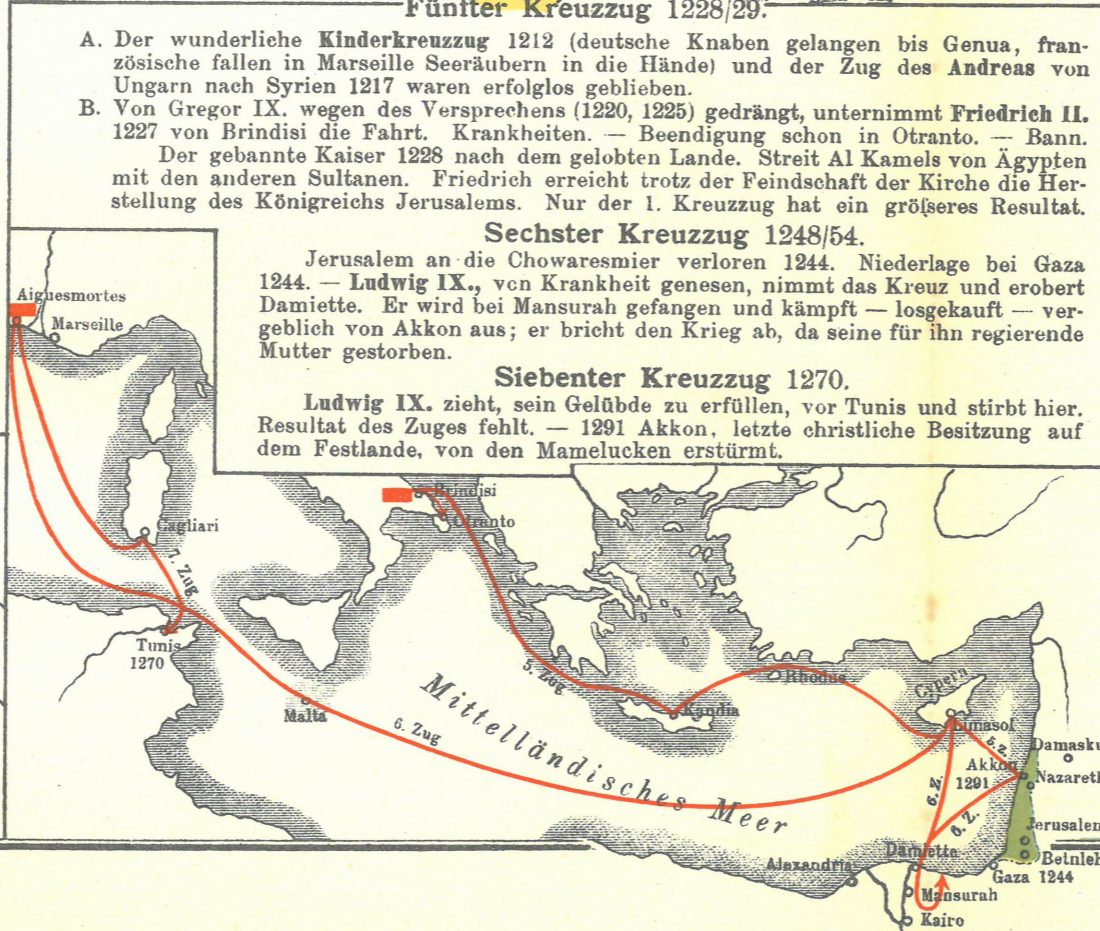 Fünfter Kreuzzug 1228/29.
A. Der wunderliche Kinderkreuzzug 1212 (deutsche Knaben gelangen bis Genua, fran-
zösische fallen in Marseille Seeräubern in die Hände) und der Zug des Andreas von
Ungarn nach Syrien 1217 waren erfolglos geblieben.
B. Von Gregor IX. wegen des Versprechens (1220, 1225) gedrängt, unternimmt Friedrich II.
1227 von Brindisi die Fahrt. Krankheiten. — Beendigung schon in Otranto. — Bann.
Der gebannte Kaiser 1228 nach dem gelobten Lande. Streit Al Kamels von Ägypten
mit den anderen Sultanen. Friedrich erreicht trotz der Feindschaft der Kirche die Her-
stellung des Königreichs Jerusalems. Nur der 1. Kreuzzug hat ein größeres Resultat.
Sechster Kreuzzug 1248/54.
Jerusalem an die Chowaresmier verloren 1244. Niederlage bei Gaza
1244. — Ludwig IX., von Krankheit genesen, nimmt das Kreuz und erobert
Damiette. Er wird bei Mansurah gefangen und kämpft — losgekauft — ver-
geblich von Akkon aus; er bricht den Krieg ab, da seine für ihn regierende
Mutter gestorben.
Siebenter Kreuzzug 1270.
Ludwig IX. zieht, sein Gelübde zu erfüllen, vor Tunis und stirbt hier.
Resultat des Zuges fehlt. — 1291 Akkon, letzte christliche Besitzung auf
dem Festlande, von den Mamelucken erstürmt.
Aiguesmortes
Marseille
Brindisi
Otranto
Cagliari
7. Zug
Tunis
1270
Malta
6. Zug
5. Zug
Mittelländisches Meer
Kandia
Rhodus
Cypern
Limasol
5. Z.
Damasku
Akkon
1291
Nazareth
6. Z.
6. Z.
Jerusalem
Betnleh
Gaza 1244
Damiette
Alexandria
Mansurah
Kairo